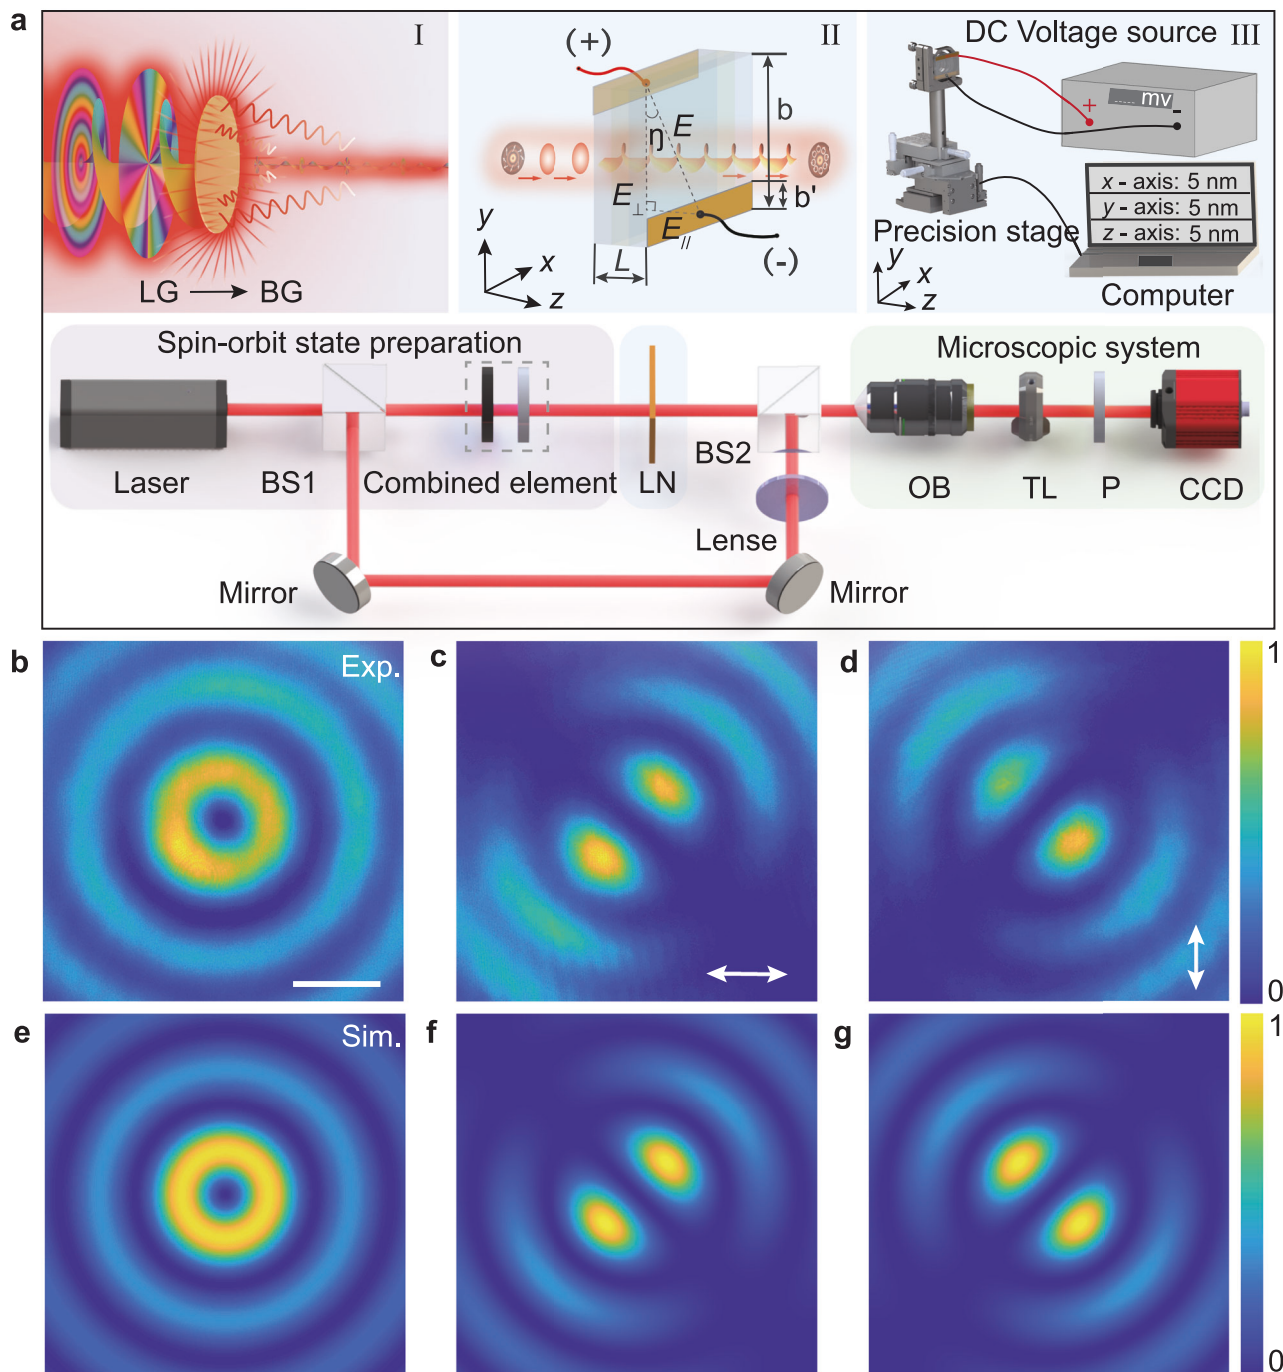 a
I
LG
BG
II
(+)
b
E
η
E⊥
b'
E//
(-)
L
y
x
z
DC Voltage source
III
mv
+
-
x - axis: 5 nm
y - axis: 5 nm
z - axis: 5 nm
Precision stage
y
x
z
Computer
Spin-orbit state preparation
Microscopic system
Laser
BS1
Combined element
LN
BS2
OB
TL
P
CCD
Lense
Mirror
Mirror
b
Exp.
c
d
1
0
e
Sim.
f
g
1
0